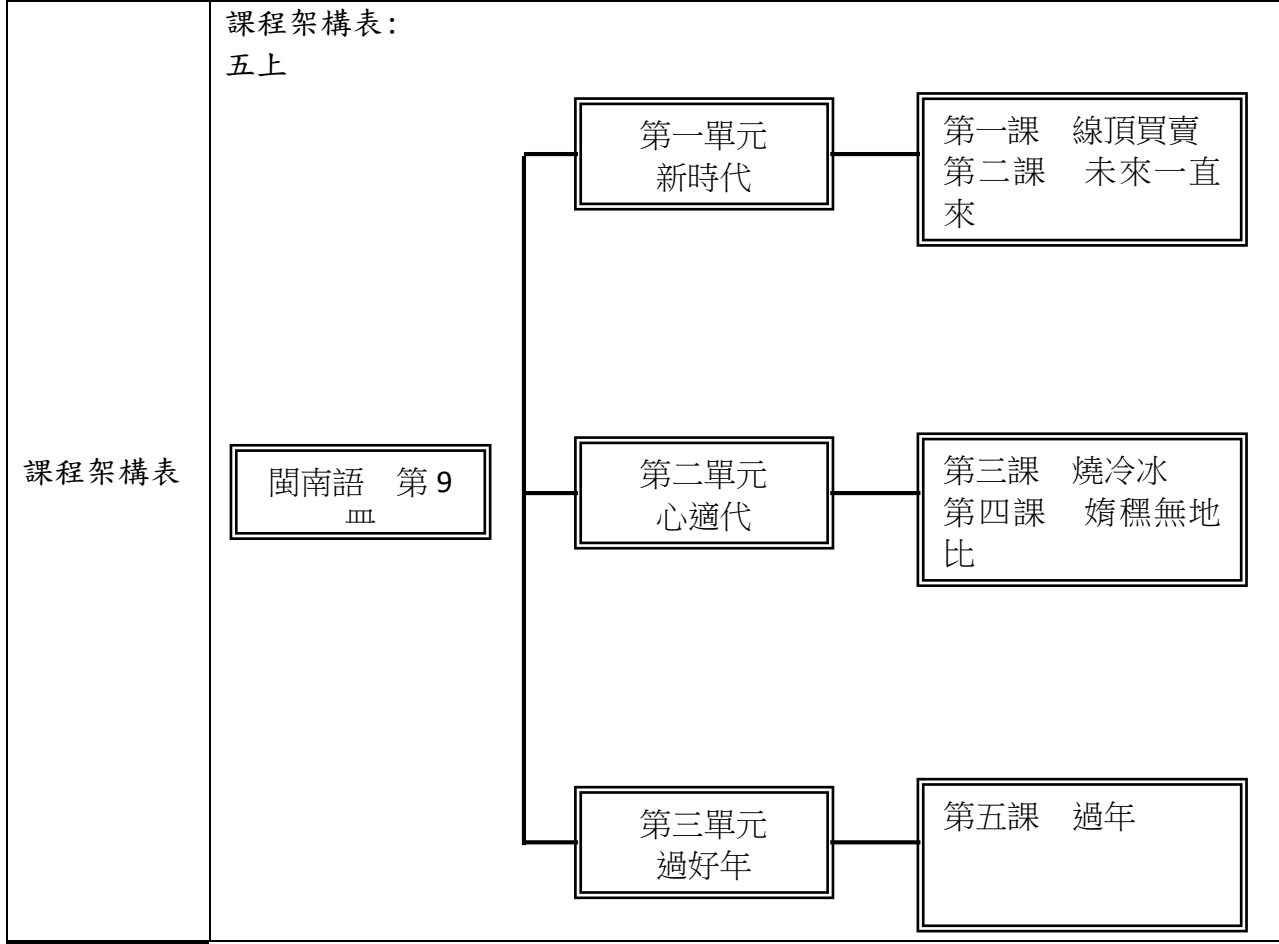 課程架構表
課程架構表：
五上
閩南語　第 9
第一單元
新時代
第一課　線頂買賣
第二課　未來一直
來
第二單元
心適代
第三課　燒冷冰
第四課　媠穤無地
比
第三單元
過好年
第五課　過年